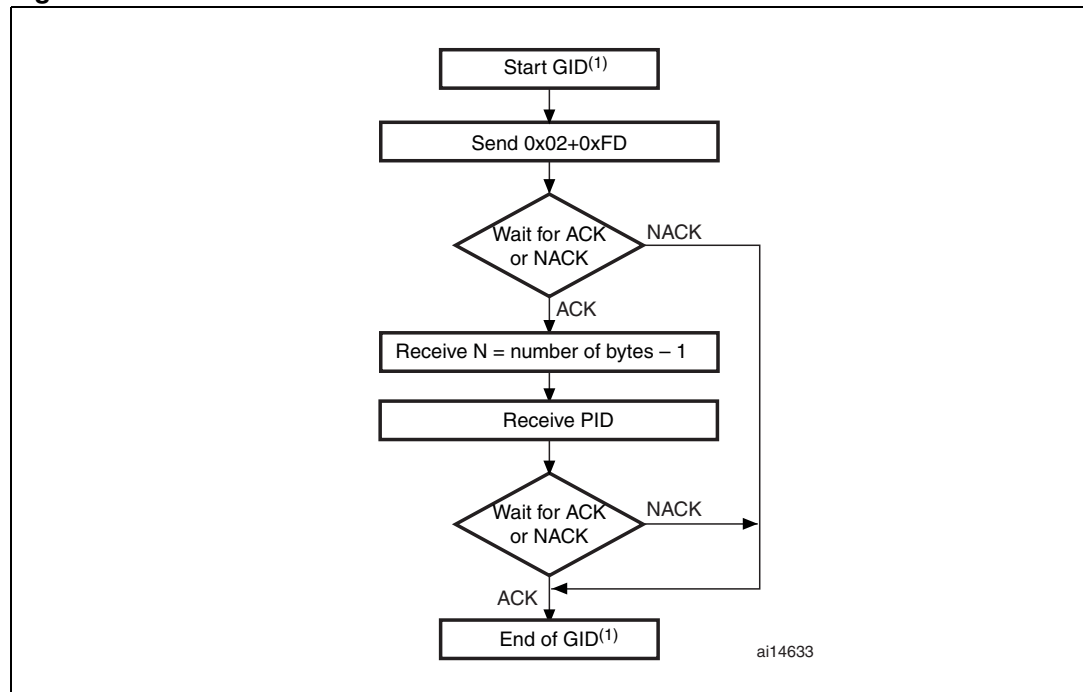 Start GID(1)
Send 0x02+0xFD
Wait for ACK
or NACK
NACK
ACK
Receive N = number of bytes – 1
Receive PID
Wait for ACK
or NACK
NACK
ACK
End of GID(1)
ai14633